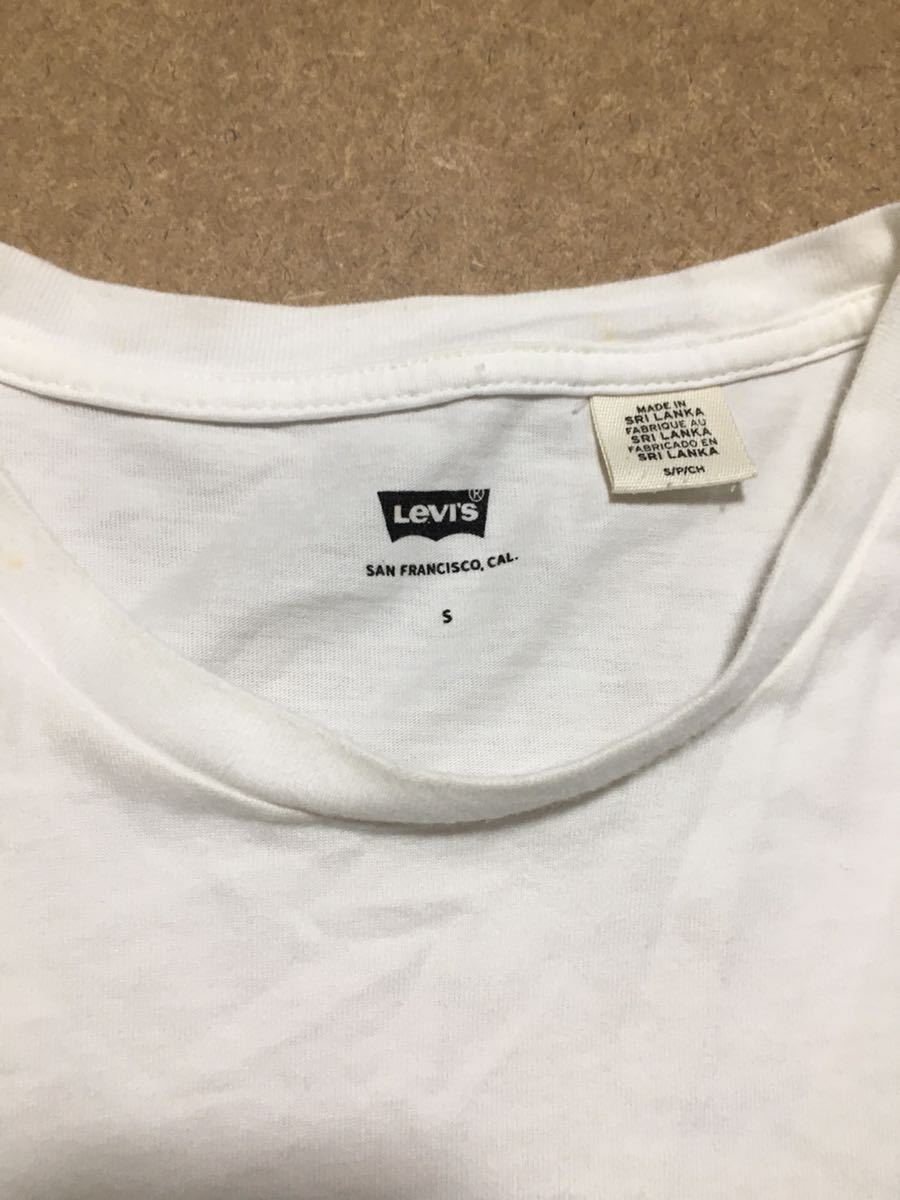 MADE IN
SRI LANKA
FABRIQUE AU
SRI LANKA
FABRICADO EN
SRI LANKA
S/P/CH
Levi's ®
SAN FRANCISCO, CAL.
S